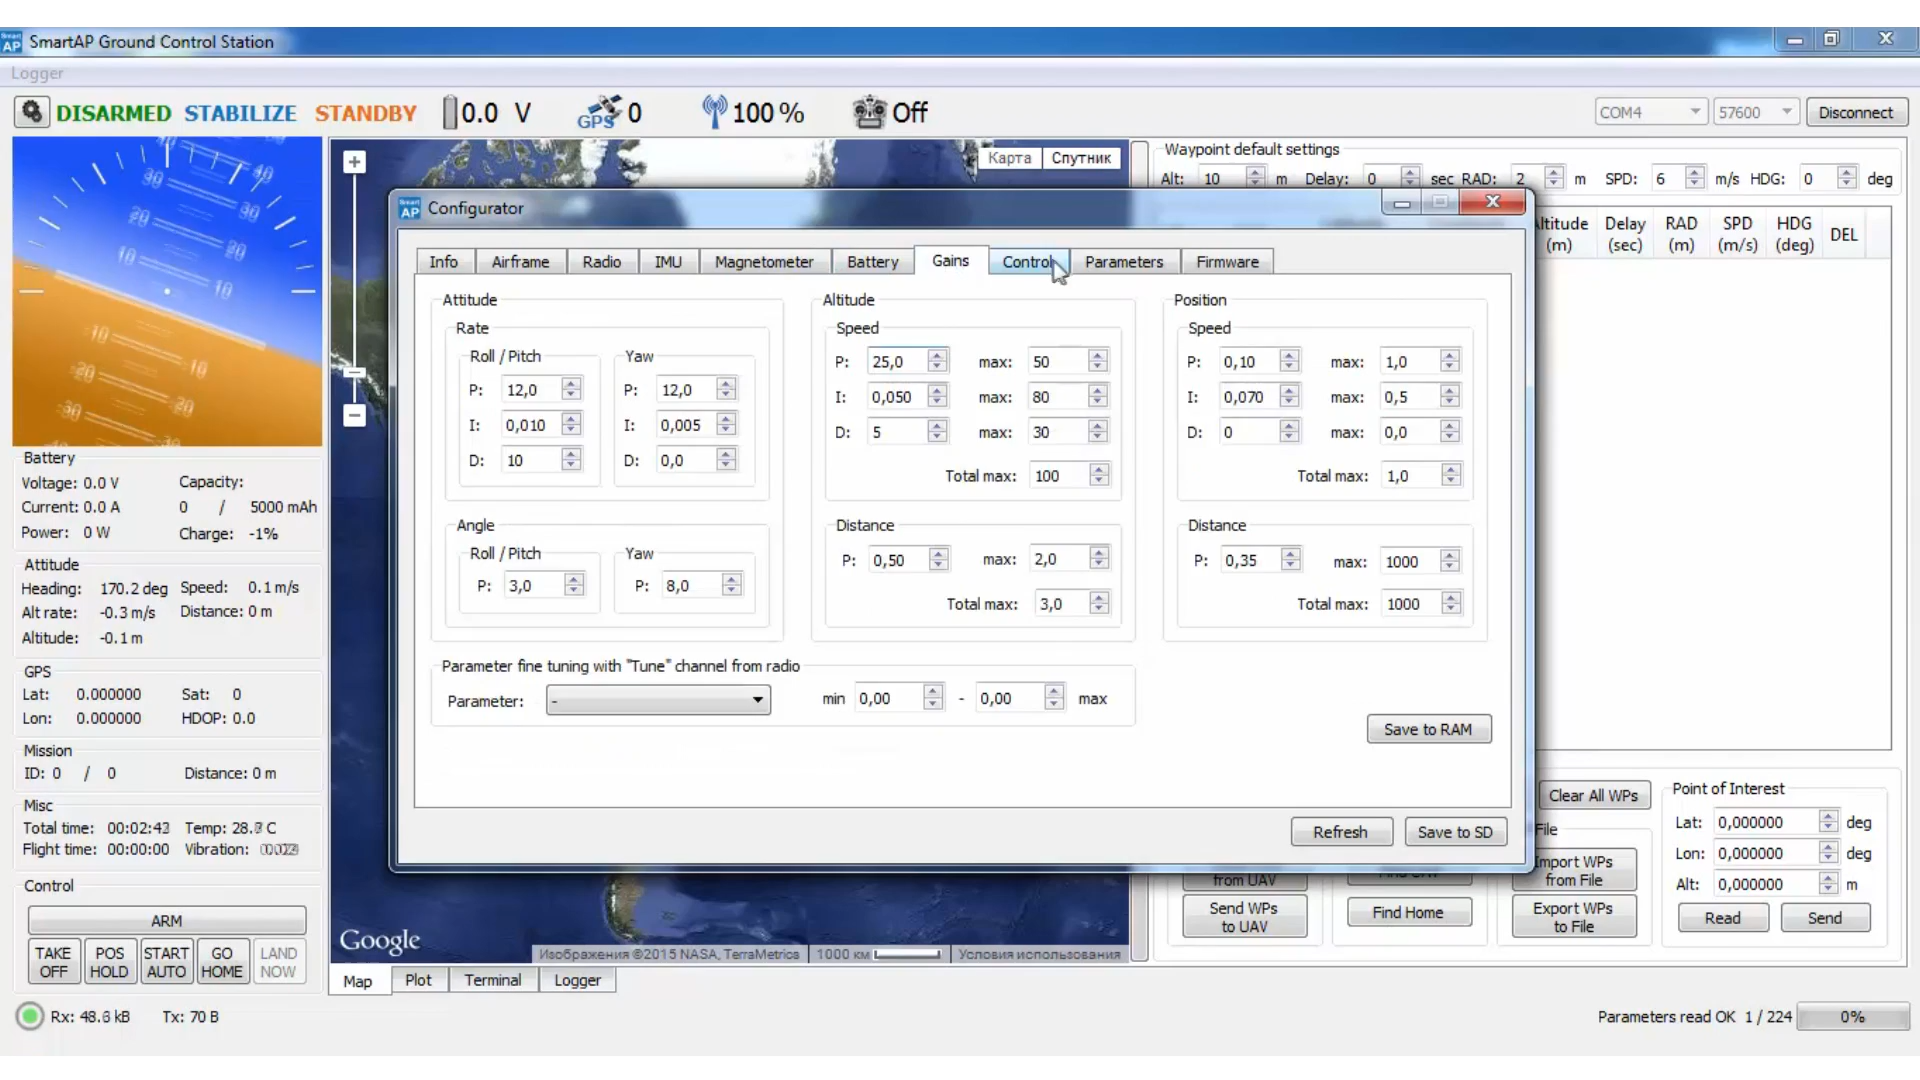 SmartAP Ground Control Station
Logger
DISARMED STABILIZE STANDBY 0.0 V GPS 0 100 % Off COM4 57600 Disconnect
Карта Спутник
Waypoint default settings
Alt: 10 m Delay: 0 sec RAD: 2 m SPD: 6 m/s HDG: 0 deg
Altitude (m) Delay (sec) RAD (m) SPD (m/s) HDG (deg) DEL
Smart AP Configurator
Info Airframe Radio IMU Magnetometer Battery Gains Control Parameters Firmware
Attitude
Rate
Roll / Pitch Yaw
P: 12,0 P: 12,0
I: 0,010 I: 0,005
D: 10 D: 0,0
Angle
Roll / Pitch Yaw
P: 3,0 P: 8,0
Altitude
Speed
P: 25,0 max: 50
I: 0,050 max: 80
D: 5 max: 30
Total max: 100
Distance
P: 0,50 max: 2,0
Total max: 3,0
Position
Speed
P: 0,10 max: 1,0
I: 0,070 max: 0,5
D: 0 max: 0,0
Total max: 1,0
Distance
P: 0,35 max: 1000
Total max: 1000
Parameter fine tuning with "Tune" channel from radio
Parameter: - min 0,00 - 0,00 max
Save to RAM
Refresh Save to SD
Battery
Voltage: 0.0 V Capacity:
Current: 0.0 A 0 / 5000 mAh
Power: 0 W Charge: -1%
Attitude
Heading: 170.2 deg Speed: 0.1 m/s
Alt rate: -0.3 m/s Distance: 0 m
Altitude: -0.1 m
GPS
Lat: 0.000000 Sat: 0
Lon: 0.000000 HDOP: 0.0
Mission
ID: 0 / 0 Distance: 0 m
Misc
Total time: Temp:
Flight time: 00:00:00 Vibration:
Control
ARM
TAKE OFF POS HOLD START AUTO GO HOME LAND NOW
Google
Изображения ©2015 NASA, TerraMetrics 1000 км Условия использования
Map Plot Terminal Logger
Clear All WPs
File
Import WPs from File
from UAV
Send WPs to UAV
Find Home
Export WPs to File
Point of Interest
Lat: 0,000000 deg
Lon: 0,000000 deg
Alt: 0,000000 m
Read Send
Rx: 48.6 kB Tx: 70 B
Parameters read OK 1 / 224 0%